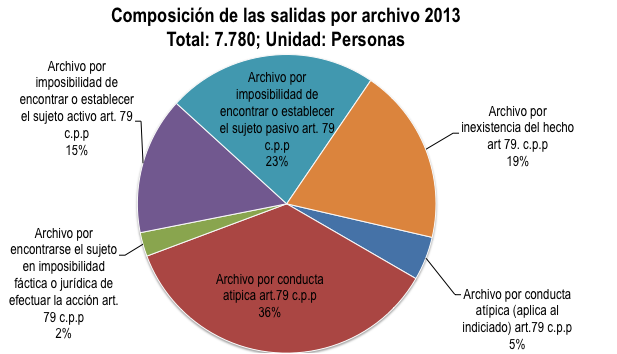 Composición de las salidas por archivo 2013
Total: 7.780; Unidad: Personas
Archivo por
imposibilidad de
encontrar o establecer
el sujeto activo art. 79
c.p.p
15%
Archivo por
imposibilidad de
encontrar o establecer
el sujeto pasivo art. 79
c.p.p
23%
Archivo por
inexistencia del hecho
art 79. c.p.p
19%
Archivo por
encontrarse el sujeto
en imposibilidad
fáctica o jurídica de
efectuar la acción art.
79 c.p.p
2%
Archivo por conducta
atipica art.79 c.p.p
36%
Archivo por conducta
atípica (aplica al
indiciado) art.79 c.p.p
5%